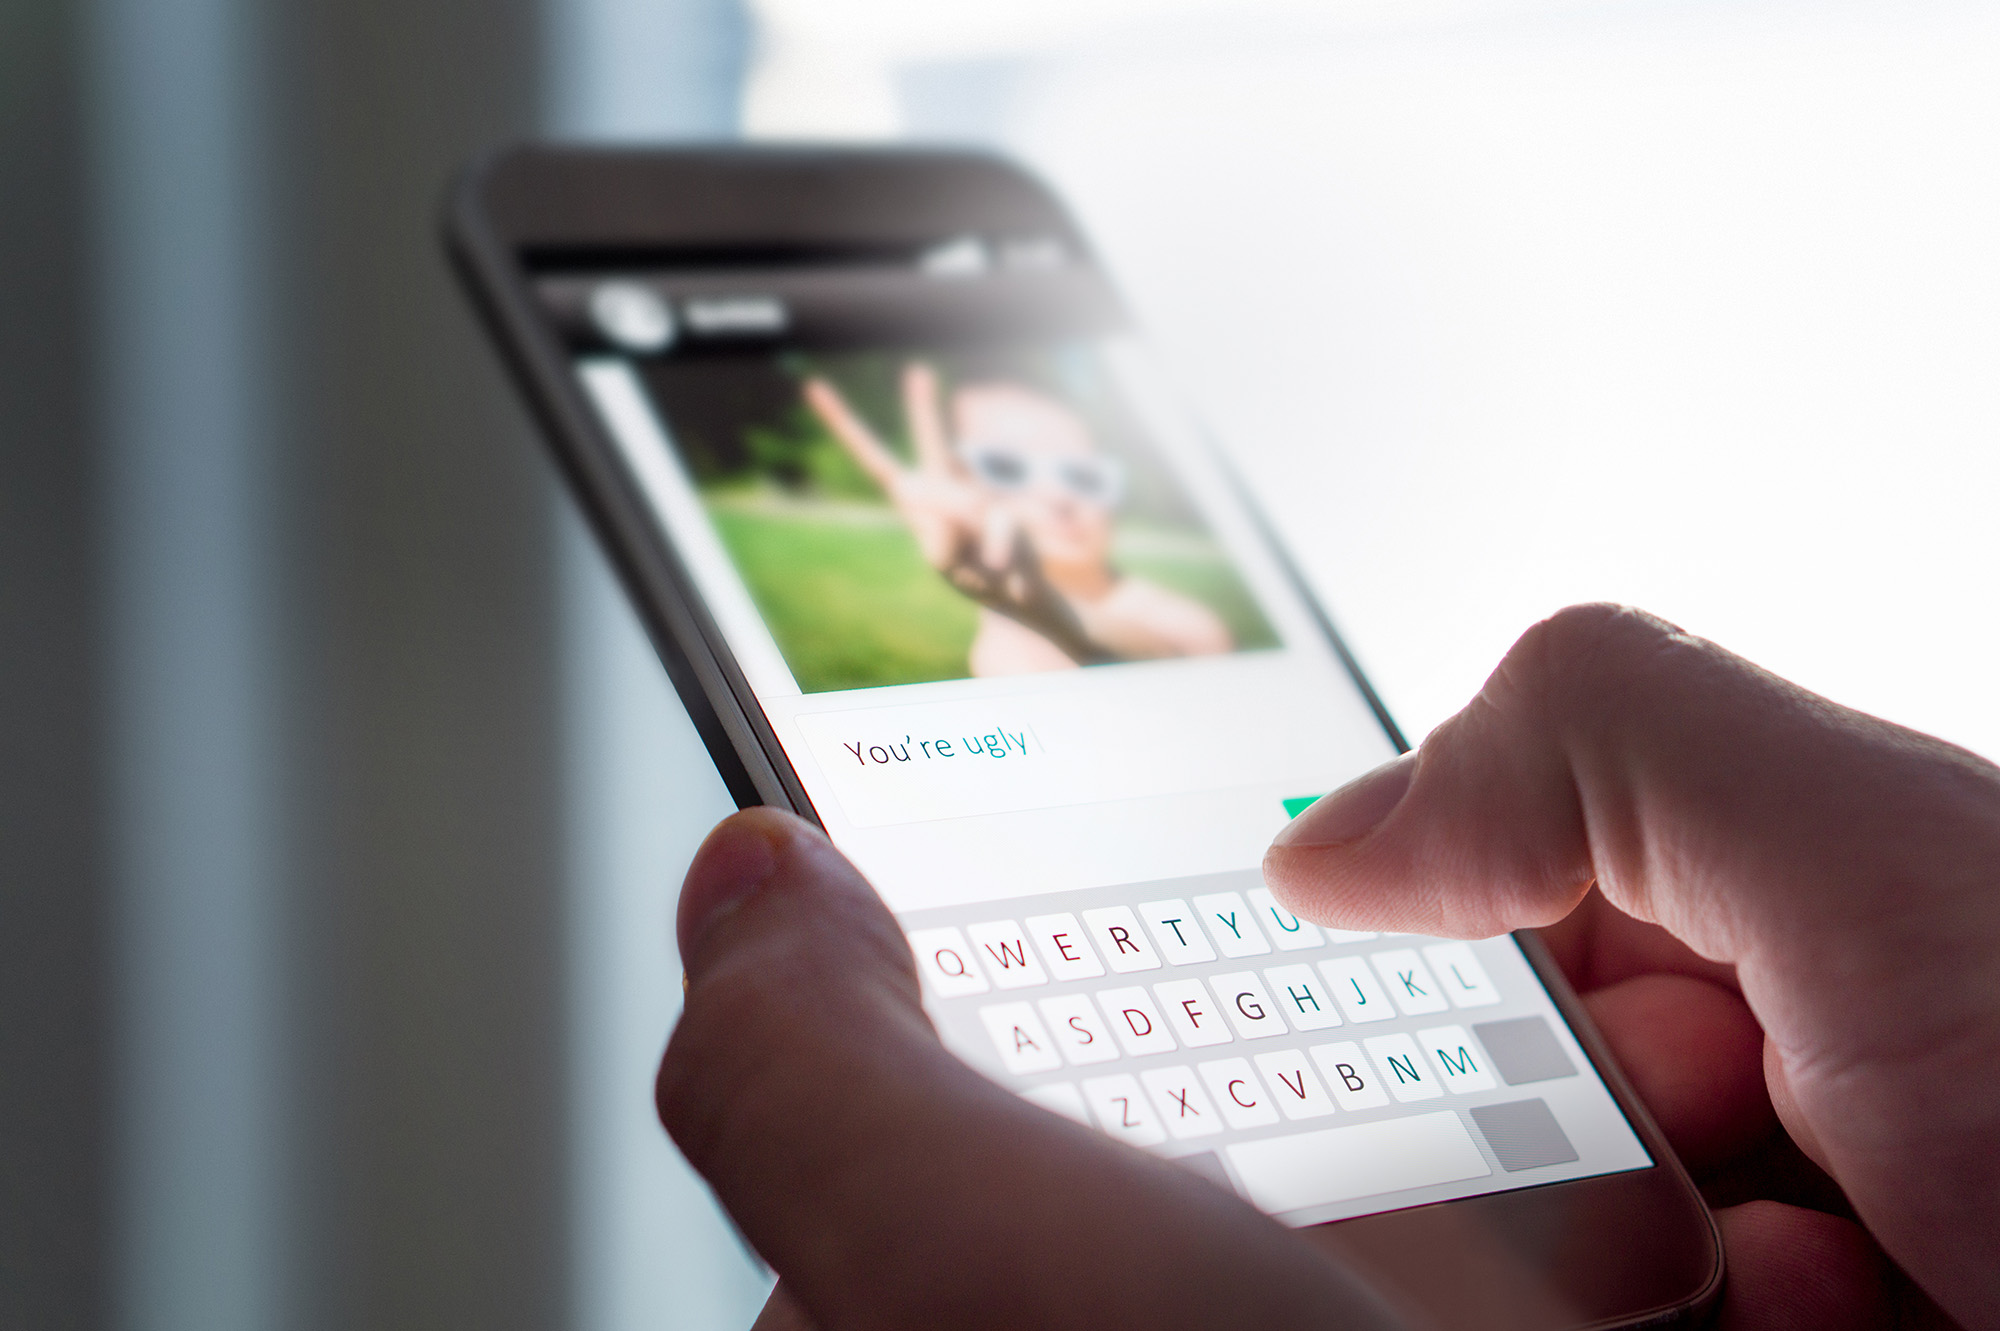 You're ugly
Q W E R T Y U
A S D F G H J K L
Z X C V B N M